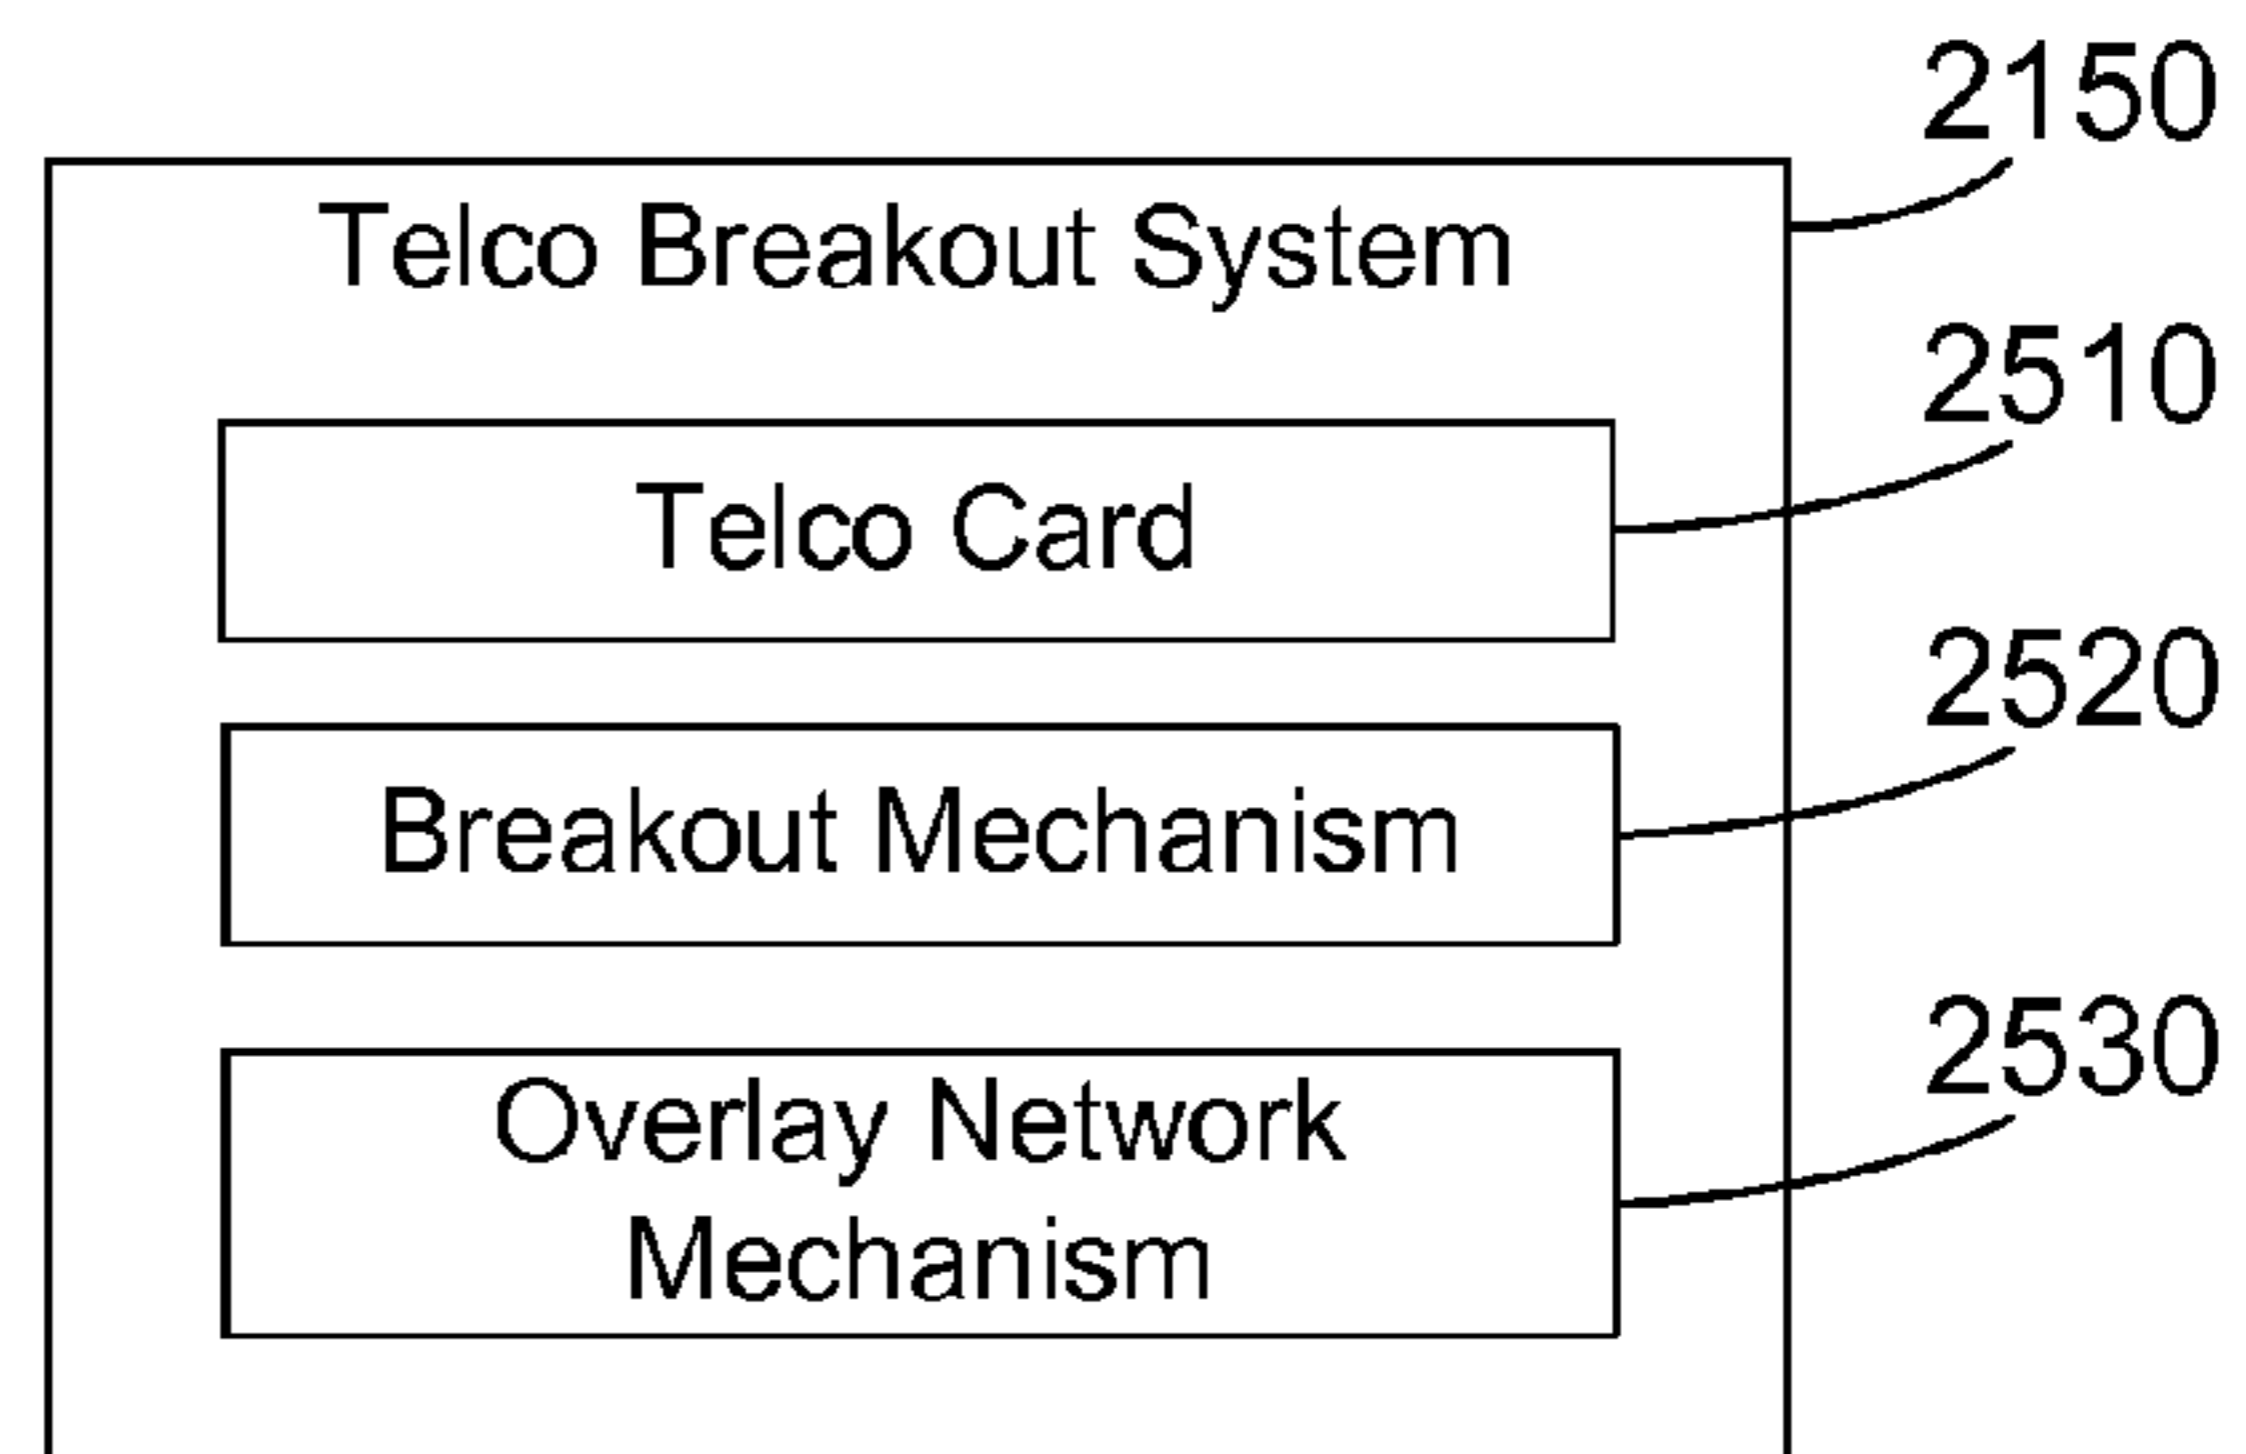 2150
Telco Breakout System
2510
Telco Card
2520
Breakout Mechanism
2530
Overlay Network
Mechanism